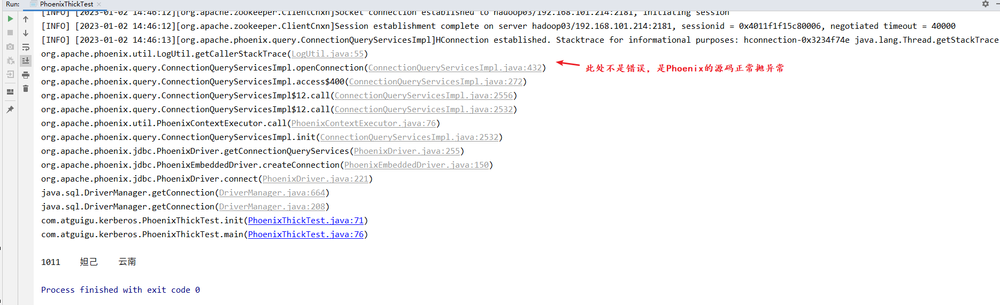 Run: PhoenixThickTest
[INFO] [2023-01-02 14:46:12][org.apache.zookeeper.ClientCnxn]Socket connection established to hadoop03/192.168.101.214:2181, initiating session
[INFO] [2023-01-02 14:46:12][org.apache.zookeeper.ClientCnxn]Session establishment complete on server hadoop03/192.168.101.214:2181, sessionid = 0x4011f1f15c80006, negotiated timeout = 40000
[INFO] [2023-01-02 14:46:13][org.apache.phoenix.query.ConnectionQueryServicesImpl]HConnection established. Stacktrace for informational purposes: hconnection-0x3234f74e java.lang.Thread.getStackTrace
org.apache.phoenix.util.LogUtil.getCallerStackTrace(LogUtil.java:55)
org.apache.phoenix.query.ConnectionQueryServicesImpl.openConnection(ConnectionQueryServicesImpl.java:432)
此处不是错误，是Phoenix的源码正常抛异常
org.apache.phoenix.query.ConnectionQueryServicesImpl.access$400(ConnectionQueryServicesImpl.java:272)
org.apache.phoenix.query.ConnectionQueryServicesImpl$12.call(ConnectionQueryServicesImpl.java:2556)
org.apache.phoenix.query.ConnectionQueryServicesImpl$12.call(ConnectionQueryServicesImpl.java:2532)
org.apache.phoenix.util.PhoenixContextExecutor.call(PhoenixContextExecutor.java:76)
org.apache.phoenix.query.ConnectionQueryServicesImpl.init(ConnectionQueryServicesImpl.java:2532)
org.apache.phoenix.jdbc.PhoenixDriver.getConnectionQueryServices(PhoenixDriver.java:255)
org.apache.phoenix.jdbc.PhoenixEmbeddedDriver.createConnection(PhoenixEmbeddedDriver.java:150)
org.apache.phoenix.jdbc.PhoenixDriver.connect(PhoenixDriver.java:221)
java.sql.DriverManager.getConnection(DriverManager.java:664)
java.sql.DriverManager.getConnection(DriverManager.java:208)
com.atguigu.kerberos.PhoenixThickTest.init(PhoenixThickTest.java:71)
com.atguigu.kerberos.PhoenixThickTest.main(PhoenixThickTest.java:76)
1011 妲己 云南
Process finished with exit code 0